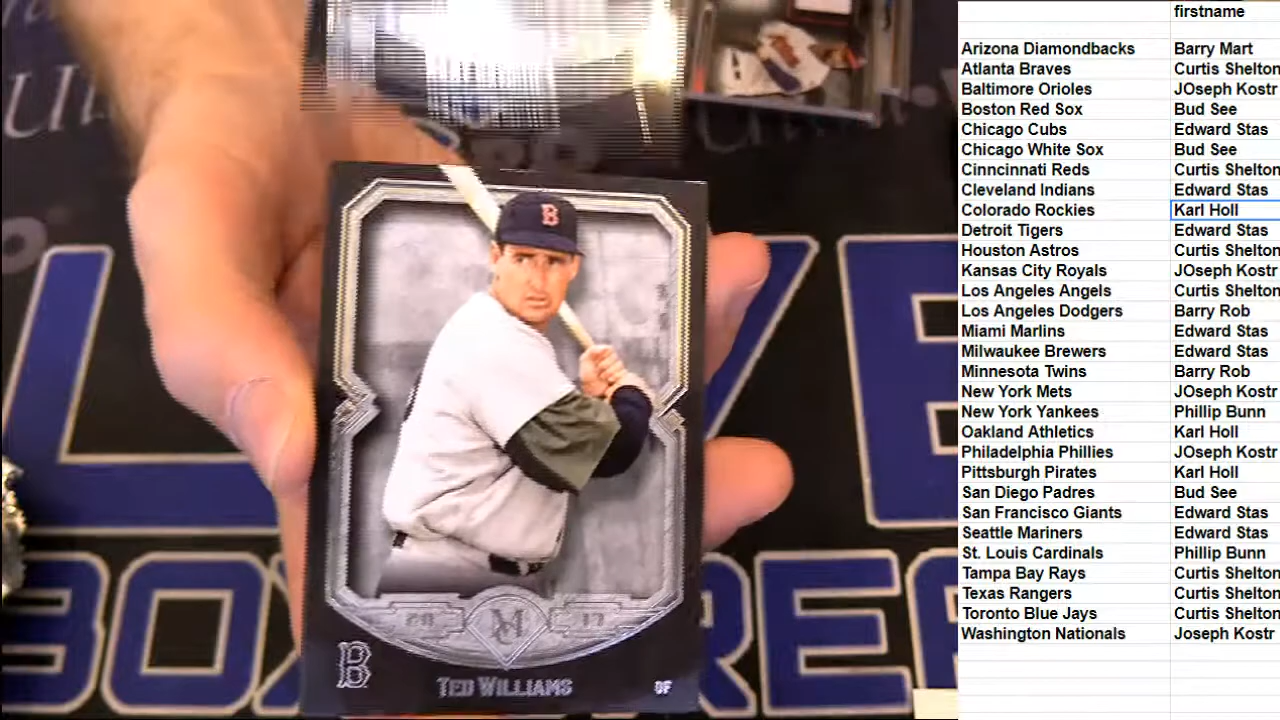 firstname
Arizona Diamondbacks Barry Mart
Atlanta Braves Curtis Shelton
Baltimore Orioles JOseph Kostr
Boston Red Sox Bud See
Chicago Cubs Edward Stas
Chicago White Sox Bud See
Cinncinnati Reds Curtis Shelton
Cleveland Indians Edward Stas
Colorado Rockies Karl Holl
Detroit Tigers Edward Stas
Houston Astros Curtis Shelton
Kansas City Royals JOseph Kostr
Los Angeles Angels Curtis Shelton
Los Angeles Dodgers Barry Rob
Miami Marlins Edward Stas
Milwaukee Brewers Edward Stas
Minnesota Twins Barry Rob
New York Mets JOseph Kostr
New York Yankees Phillip Bunn
Oakland Athletics Karl Holl
Philadelphia Phillies JOseph Kostr
Pittsburgh Pirates Karl Holl
San Diego Padres Bud See
San Francisco Giants Edward Stas
Seattle Mariners Edward Stas
St. Louis Cardinals Phillip Bunn
Tampa Bay Rays Curtis Shelton
Texas Rangers Curtis Shelton
Toronto Blue Jays Curtis Shelton
Washington Nationals Joseph Kostr
B
20 M 17
B TED WILLIAMS OF